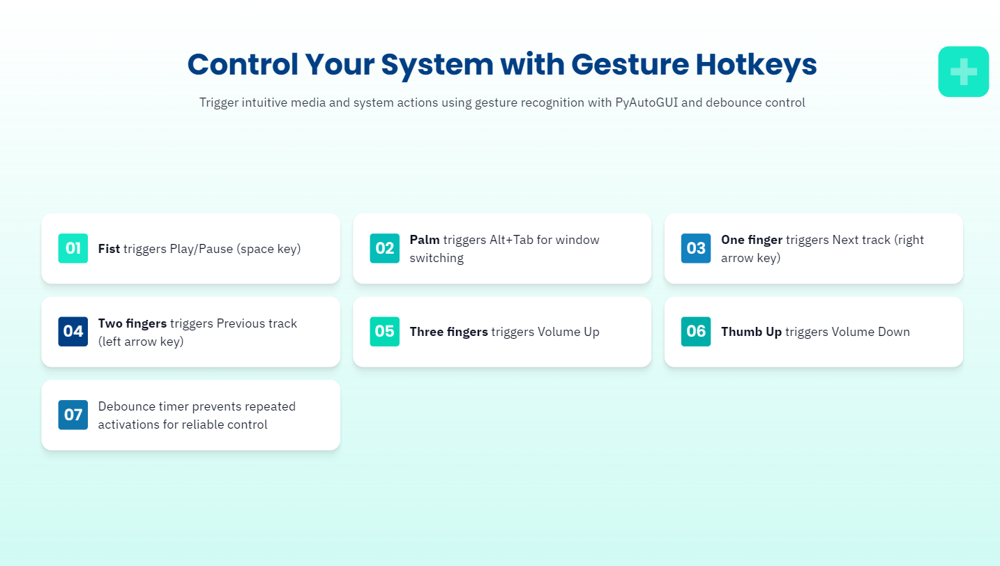 Control Your System with Gesture Hotkeys
Trigger intuitive media and system actions using gesture recognition with PyAutoGUI and debounce control
01
Fist triggers Play/Pause (space key)
02
Palm triggers Alt+Tab for window
switching
03
One finger triggers Next track (right
arrow key)
04
Two fingers triggers Previous track
(left arrow key)
05
Three fingers triggers Volume Up
06
Thumb Up triggers Volume Down
07
Debounce timer prevents repeated
activations for reliable control